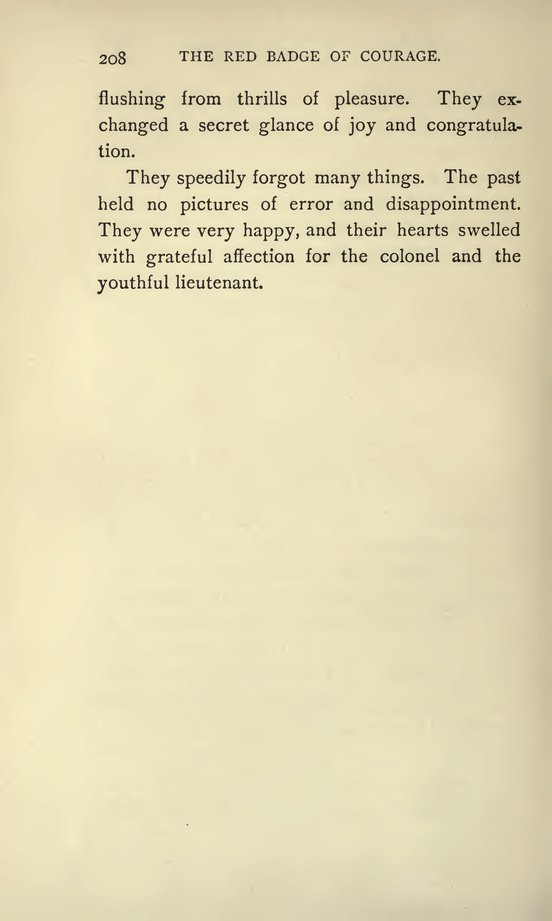 208 THE RED BADGE OF COURAGE.
flushing from thrills of pleasure. They ex-
changed a secret glance of joy and congratula-
tion.
They speedily forgot many things. The past
held no pictures of error and disappointment.
They were very happy, and their hearts swelled
with grateful affection for the colonel and the
youthful lieutenant.